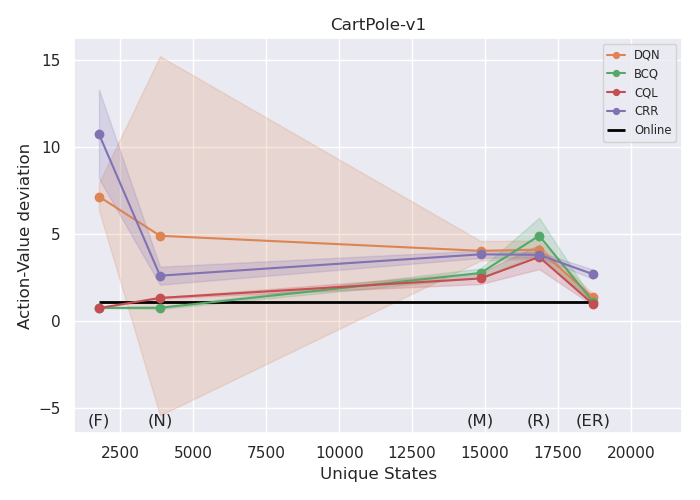 CartPole-v1
DQN
BCQ
CQL
CRR
Online
Action-Value deviation
15
10
5
0
−5
(F) (N) (M) (R) (ER)
2500 5000 7500 10000 12500 15000 17500 20000
Unique States